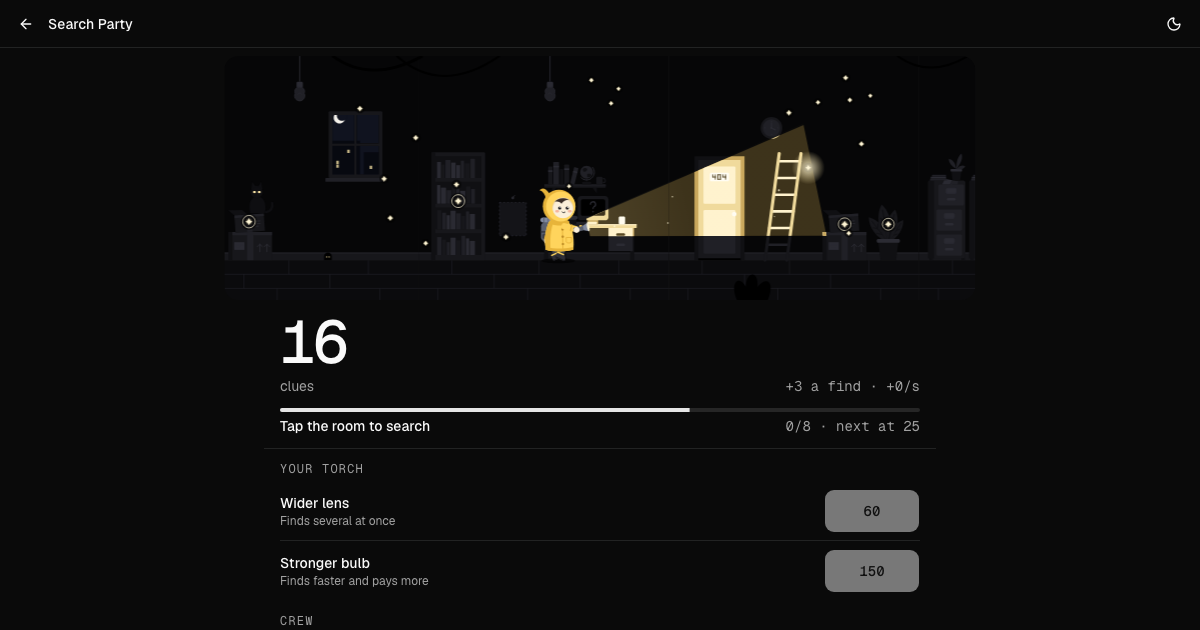 Search Party
404
?
16
clues
+3 a find · +0/s
Tap the room to search
0/8 · next at 25
YOUR TORCH
Wider lens
Finds several at once
60
Stronger bulb
Finds faster and pays more
150
CREW